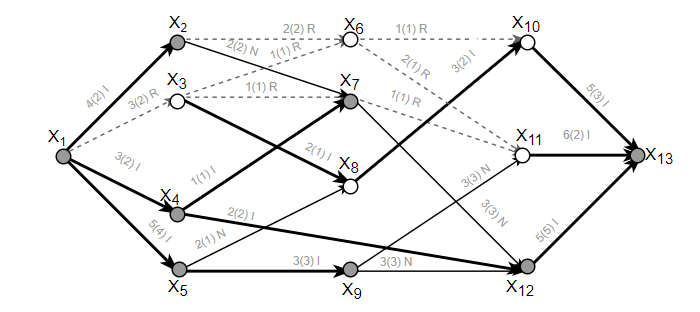 X2
X6
X10
2(2) R
1(1) R
2(2) N
1(1) R
X3
X7
4(2) I
3(2) R
1(1) R
2(1) R
3(2) I
1(1) R
5(3) I
X1
X8
X11
6(2) I
X13
3(2) I
2(1) I
1(1) I
3(3) N
X4
2(2) I
3(3) N
5(4) I
2(1) N
5(5) I
3(3) I
3(3) N
X5
X9
X12